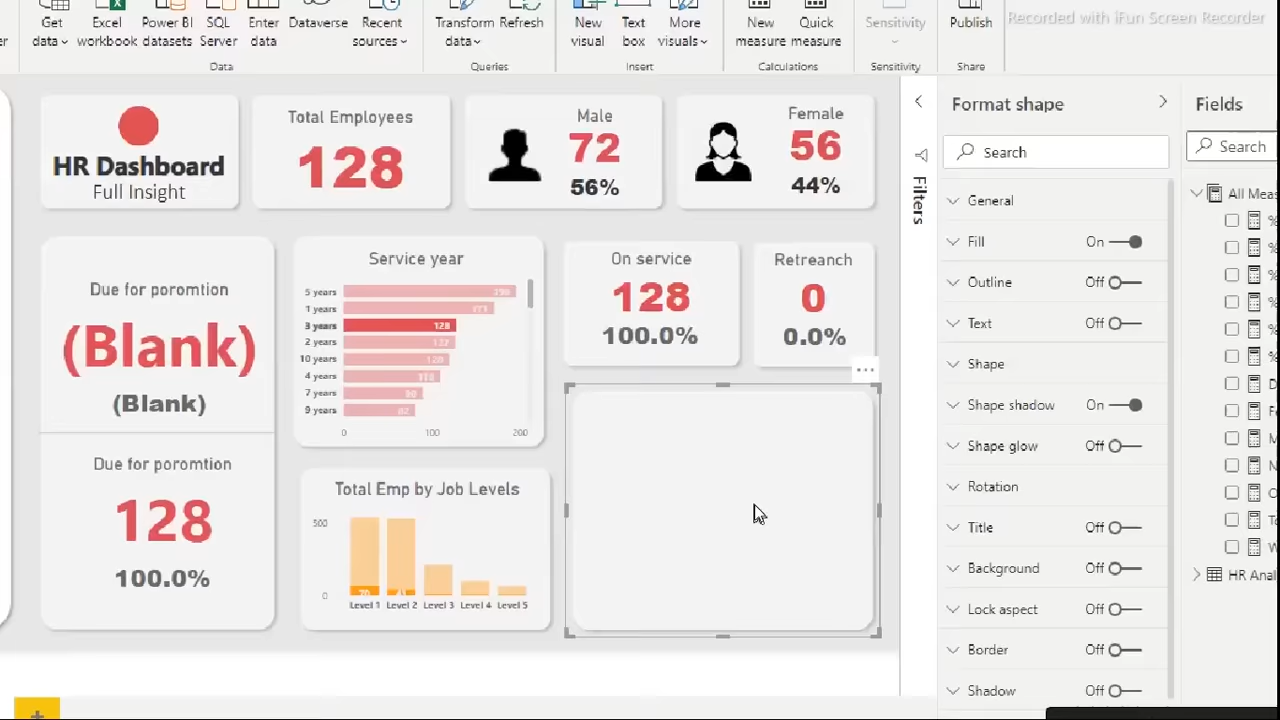 Get data
Excel workbook
Power BI datasets
SQL Server
Enter data
Dataverse
Recent sources
Transform data
Refresh
New visual
Text box
More visuals
New measure
Quick measure
Sensitivity
Publish
Recorded with iFun Screen Recorder
Data
Queries
Insert
Calculations
Sensitivity
Share
HR Dashboard
Full Insight
Total Employees
128
Male
72
56%
Female
56
44%
Due for poromtion
(Blank)
(Blank)
Due for poromtion
128
100.0%
Service year
5 years
1 years
3 years 128
2 years
10 years
4 years
7 years
9 years
0 100 200
On service
128
100.0%
Retreanch
0
0.0%
Total Emp by Job Levels
500
0
Level 1 Level 2 Level 3 Level 4 Level 5
Filters
Format shape
Search
General
Fill On
Outline Off
Text Off
Shape
Shape shadow On
Shape glow Off
Rotation
Title Off
Background Off
Lock aspect Off
Border Off
Shadow Off
Fields
Search
All Meas
%
%
%
%
%
%
HR Anal